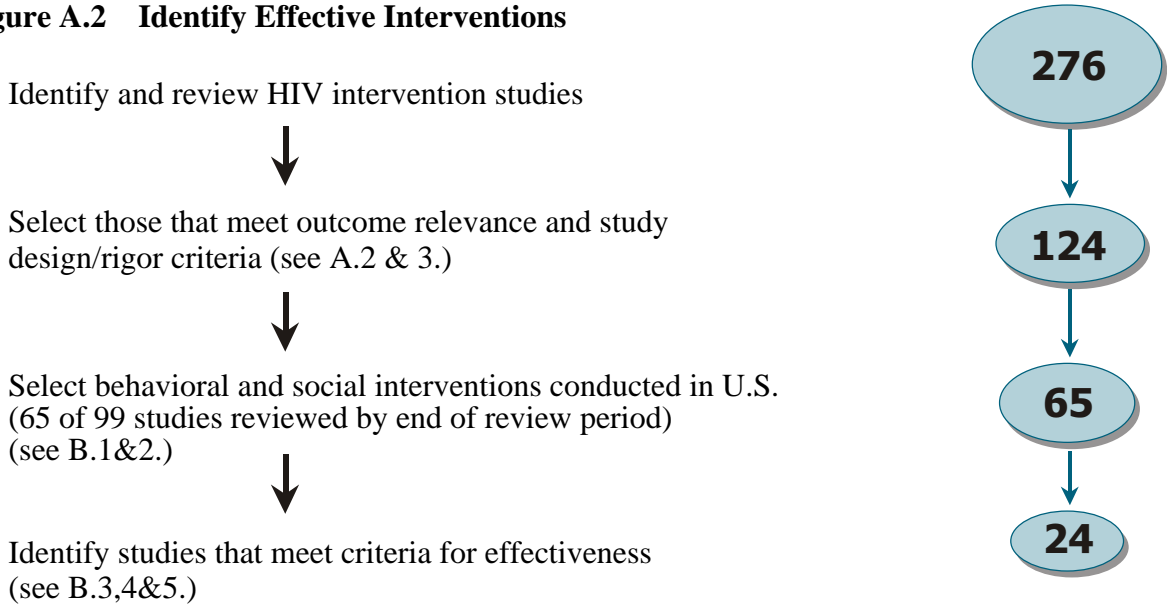 gure A.2 Identify Effective Interventions
276
Identify and review HIV intervention studies
Select those that meet outcome relevance and study
design/rigor criteria (see A.2 & 3.)
124
Select behavioral and social interventions conducted in U.S.
(65 of 99 studies reviewed by end of review period)
(see B.1&2.)
65
Identify studies that meet criteria for effectiveness
(see B.3,4&5.)
24